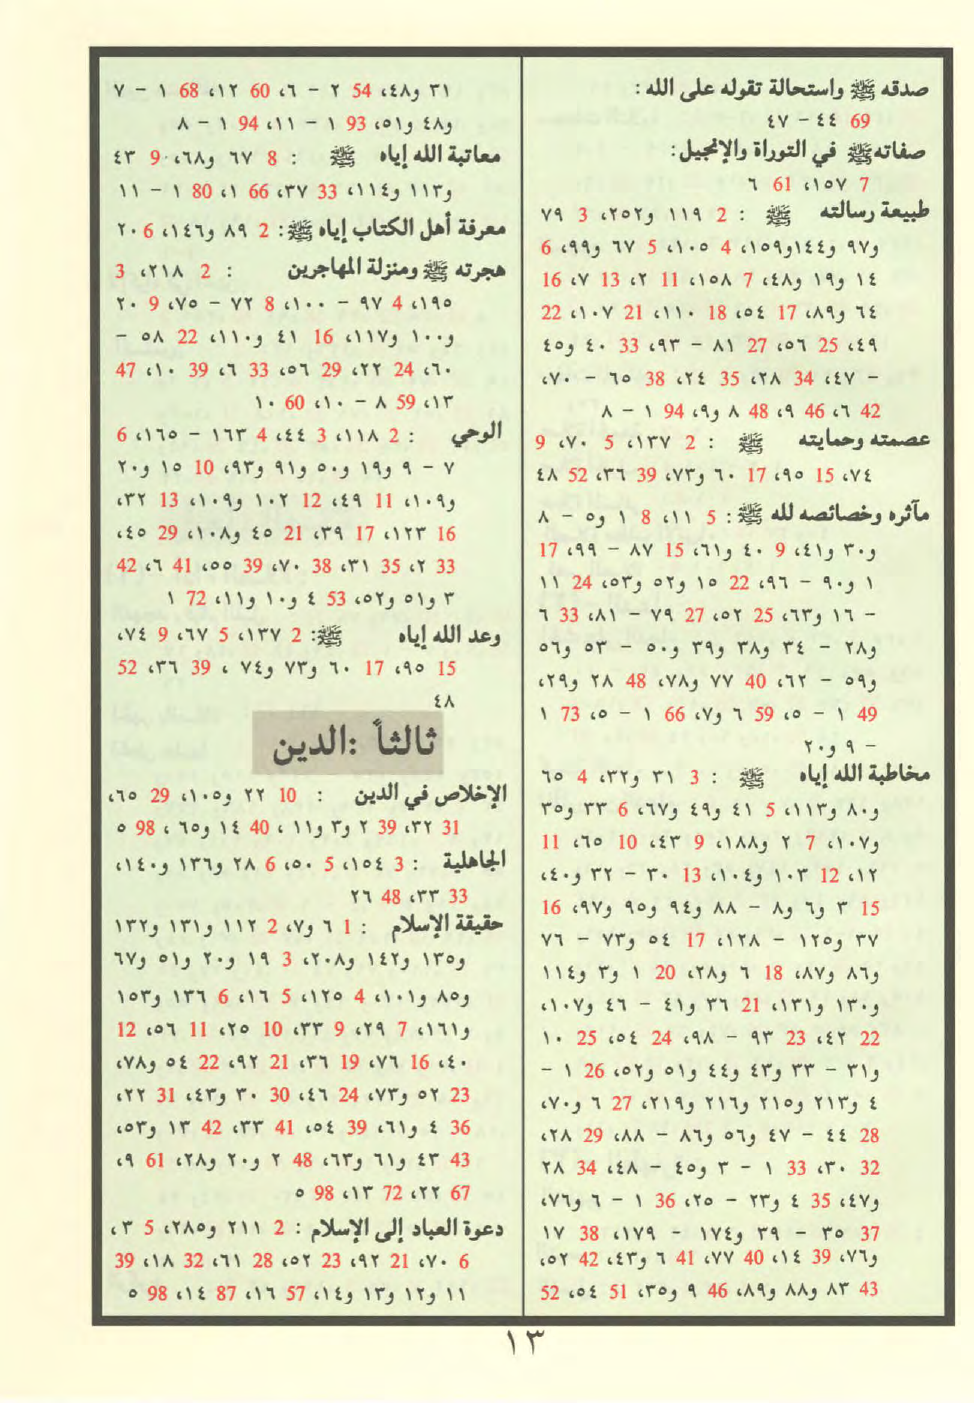 صدقه ﷺ واستحالة تقوله على الله :
69 ٤٤ – ٤٧
صفاته ﷺ في التوراة والإنجيل:
7 ١٥٧، 61 ٦
طبيعة رسالته ﷺ : 2 ١١٩ و٢٥٢، 3 ٧٩
و٩٧ و١٤٤و١٥٩، 4 ١٠٥، 5 ٦٧ و٩٩، 6
١٤ و١٩ و٤٨، 7 ١٥٨، 11 ٢، 13 ٧، 16
٦٤ و٨٩، 17 ٥٤، 18 ١١٠، 21 ١٠٧، 22
٤٩، 25 ٥٦، 27 ٨١ – ٩٣، 33 ٤٠ و٤٥
– ٤٧، 34 ٢٨، 35 ٢٤، 38 ٦٥ – ٧٠،
42 ٦، 46 ٩، 48 ٨ و٩، 94 ١ – ٨
عصمته وحمايته ﷺ : 2 ١٣٧، 5 ٧٠، 9
٧٤، 15 ٩٥، 17 ٦٠ و٧٣، 39 ٣٦، 52 ٤٨
مآثره وخصائصه لله ﷺ : 5 ١١، 8 ١ و٥ – ٨
و٣٠ و٤١، 9 ٤٠ و٦١، 15 ٨٧ – ٩٩، 17
١ و٩٠ – ٩٦، 22 ١٥ و٥٢ و٥٣، 24 ١١
– ١٦ و٦٣، 25 ٥٢، 27 ٧٩ – ٨١، 33 ٦
و٢٨ – ٣٤ و٣٨ و٣٩ و٥٠ – ٥٣ و٥٦
و٥٩ – ٦٢، 40 ٧٧ و٧٨، 48 ٢٨ و٢٩،
49 ١ – ٥، 59 ٦ و٧، 66 ١ – ٥، 73 ١
– ٩ و٢٠
مخاطبة الله إياه ﷺ : 3 ٣١ و٣٢، 4 ٦٥
و٨٠ و١١٣، 5 ٤١ و٤٩ و٦٧، 6 ٣٣ و٣٥
و١٠٧، 7 ٢ و١٨٨، 9 ٤٣، 10 ٦٥، 11
١٢، 12 ١٠٣ و١٠٤، 13 ٣٠ – ٣٢ و٤٠،
15 ٣ و٦ و٨ – ٨٨ و٩٤ و٩٥ و٩٧، 16
٣٧ و١٢٥ – ١٢٨، 17 ٥٤ و٧٣ – ٧٦
و٨٦ و٨٧، 18 ٦ و٢٨، 20 ١ و٣ و١١٤
و١٣٠ و١٣١، 21 ٣٦ و٤١ – ٤٦ و١٠٧،
22 ٤٢، 23 ٩٣ – ٩٨، 24 ٥٤، 25 ١٠
و٣١ – ٣٣ و٤٣ و٤٤ و٥١ و٥٢، 26 ١ –
٤ و٢١٣ و٢١٥ و٢١٦ و٢١٩، 27 ٦ و٧٠،
28 ٤٤ – ٤٧ و٥٦ و٨٦ – ٨٨، 29 ٢٨،
32 ٣٠، 33 ١ – ٣ و٤٥ – ٤٨، 34 ٢٨
و٤٧، 35 ٤ و٢٣ – ٢٥، 36 ١ – ٦ و٧٦،
37 ٣٥ – ٣٩ و١٧٤ – ١٧٩، 38 ١٧
و٧٦، 39 ١٤، 40 ٧٧، 41 ٦ و٤٣، 42 ٥٢،
43 ٨٣ و٨٨ و٨٩، 46 ٩ و٣٥، 51 ٥٤، 52
٣١ و٤٨، 54 ٢ – ٦، 60 ١٢، 68 ١ – ٧
و٤٨ و٥١، 93 ١ – ١١، 94 ١ – ٨
معاتبة الله إياه ﷺ : 8 ٦٧ و٦٨، 9 ٤٣
و١١٣ و١١٤، 33 ٣٧، 66 ١، 80 ١ – ١١
معرفة أهل الكتاب إياه ﷺ : 2 ٨٩ و١٤٦، 6 ٢٠
هجرته ﷺ ومنزلة المهاجرين : 2 ٢١٨، 3
١٩٥، 4 ٩٧ – ١٠٠، 8 ٧٢ – ٧٥، 9 ٢٠
و١٠٠ و١١٧، 16 ٤١ و١١٠، 22 ٥٨ –
٦٠، 24 ٢٢، 29 ٥٦، 33 ٦، 39 ١٠، 47
١٣، 59 ٨ – ١٠، 60 ١٠
الوحي : 2 ١١٨، 3 ٤٤، 4 ١٦٣ – ١٦٥، 6
٧ – ٩ و١٩ و٥٠ و٩١ و٩٣، 10 ١٥ و٢٠
و١٠٩، 11 ٤٩، 12 ١٠٢ و١٠٩، 13 ٣٢،
16 ١٢٣، 17 ٣٩، 21 ٤٥ و١٠٨، 29 ٤٥،
33 ٢، 35 ٣١، 38 ٧٠، 39 ٥٥، 41 ٦، 42
٣ و٥١ و٥٢، 53 ٤ و١٠ و١١، 72 ١
وعد الله إياه ﷺ : 2 ١٣٧، 5 ٦٧، 9 ٧٤،
15 ٩٥، 17 ٦٠ و٧٣ و٧٤ ، 39 ٣٦، 52
٤٨
ثالثاً :الدين
الإخلاص في الدين : 10 ٢٢ و١٠٥، 29 ٦٥،
31 ٣٢، 39 ٢ و٣ و١١ ، 40 ١٤ و٦٥ ، 98 ٥
الجاهلية : 3 ١٥٤، 5 ٥٠، 6 ٢٨ و١٣٦ و١٤٠،
33 ٣٣، 48 ٢٦
حقيقة الإسلام : 1 ٦ و٧، 2 ١١٢ و١٣١ و١٣٢
و١٣٥ و١٤٢ و٢٠٨، 3 ١٩ و٢٠ و٥١ و٦٧
و٨٥ و١٠١، 4 ١٢٥، 5 ١٦، 6 ١٣٦ و١٥٣
و١٦١، 7 ٢٩، 9 ٣٣، 10 ٢٥، 11 ٥٦، 12
٤٠، 16 ٧٦، 19 ٣٦، 21 ٩٢، 22 ٥٤ و٧٨،
23 ٥٢ و٧٣، 24 ٤٦، 30 ٣٠ و٤٣، 31 ٢٢،
36 ٤ و٦١، 39 ٥٤، 41 ٣٣، 42 ١٣ و٥٣،
43 ٤٣ و٦١ و٦٣، 48 ٢ و٢٠ و٢٨، 61 ٩،
67 ٢٢، 72 ١٣، 98 ٥
دعوة العباد إلى الإسلام : 2 ٢١١ و٢٨٥، 5 ٣ ،
6 ٧٠، 21 ٩٢، 23 ٥٢، 28 ٦١، 32 ١٨، 39
١١ و١٢ و١٣ و١٤، 57 ١٦، 87 ١٤، 98 ٥
١٣